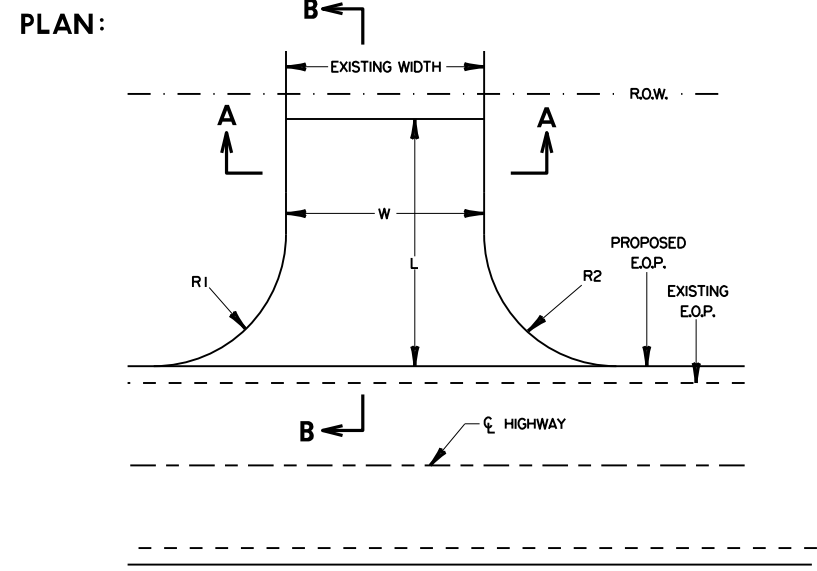 PLAN:
B
EXISTING WIDTH
R.O.W.
A
A
W
PROPOSED
E.O.P.
L
R1
R2
EXISTING
E.O.P.
B
℄ HIGHWAY